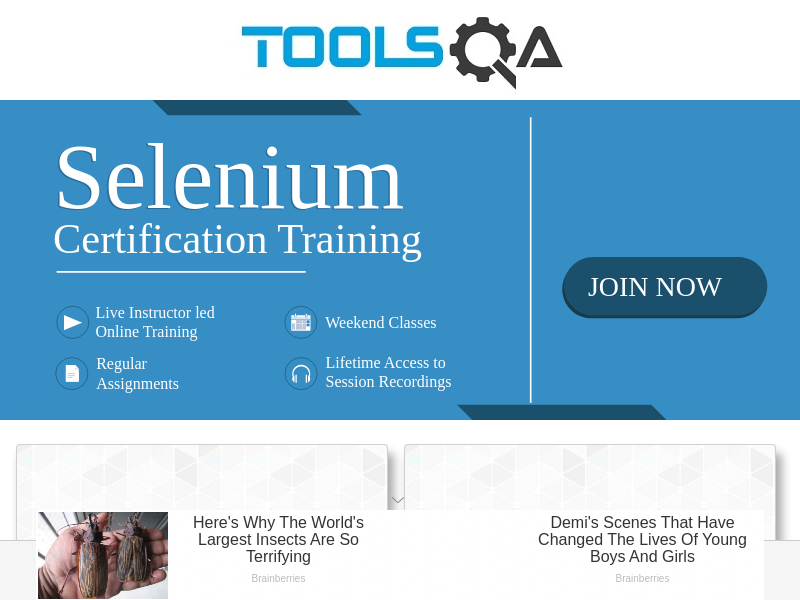 TOOLSQA
Selenium
Certification Training
JOIN NOW
Live Instructor led
Online Training
Weekend Classes
Regular
Assignments
Lifetime Access to
Session Recordings
Here's Why The World's
Largest Insects Are So
Terrifying
Brainberries
Demi's Scenes That Have
Changed The Lives Of Young
Boys And Girls
Brainberries